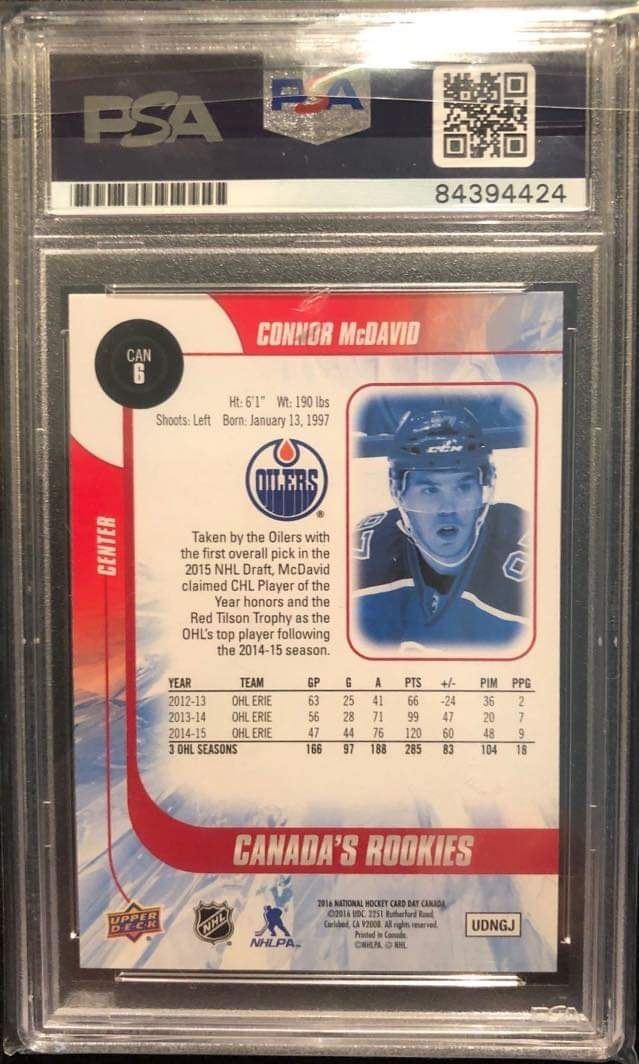 PSA
PSA
84394424
CONNOR McDAVID
CAN
6
Ht: 6'1" Wt: 190 lbs
Shoots: Left Born: January 13, 1997
OILERS
®
CENTER
CCM
Taken by the Oilers with
the first overall pick in the
2015 NHL Draft, McDavid
claimed CHL Player of the
Year honors and the
Red Tilson Trophy as the
OHL's top player following
the 2014-15 season.
YEAR TEAM GP G A PTS +/- PIM PPG
2012-13 OHL ERIE 63 25 41 66 -24 36 2
2013-14 OHL ERIE 56 28 71 99 47 20 7
2014-15 OHL ERIE 47 44 76 120 60 48 9
3 OHL SEASONS 166 97 188 285 83 104 18
CANADA'S ROOKIES
UPPER
D·E·C·K
NHL
NHLPA
2016 NATIONAL HOCKEY CARD DAY CANADA
©2016 UDC. 2251 Rutherford Road,
Carlsbad, CA 92008. All rights reserved.
Printed in Canada.
©NHLPA. © NHL
UDNGJ
PSA